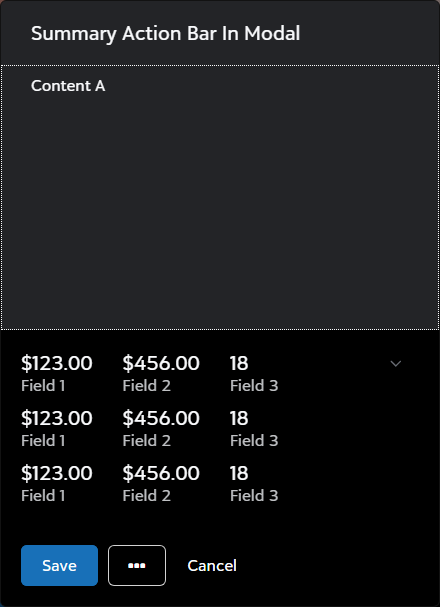 Summary Action Bar In Modal
Content A
$123.00 $456.00 18
Field 1 Field 2 Field 3
$123.00 $456.00 18
Field 1 Field 2 Field 3
$123.00 $456.00 18
Field 1 Field 2 Field 3
Save ••• Cancel